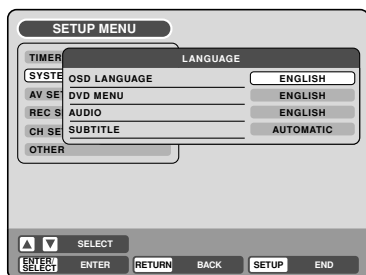 SETUP MENU
TIMER
LANGUAGE
SYSTE
OSD LANGUAGE
ENGLISH
AV SE
DVD MENU
ENGLISH
REC S
AUDIO
ENGLISH
CH SE
SUBTITLE
AUTOMATIC
OTHER
SELECT
ENTER/
SELECT
ENTER
RETURN
BACK
SETUP
END